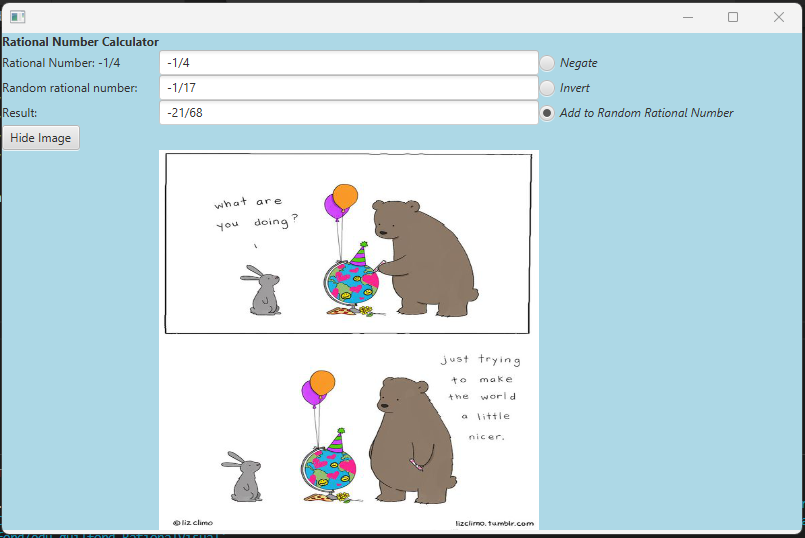 Rational Number Calculator
Rational Number: -1/4 -1/4 Negate
Random rational number: -1/17 Invert
Result: -21/68 Add to Random Rational Number
Hide Image
what are
you doing?
just trying
to make
the world
a little
nicer.
© liz climo lizclimo.tumblr.com